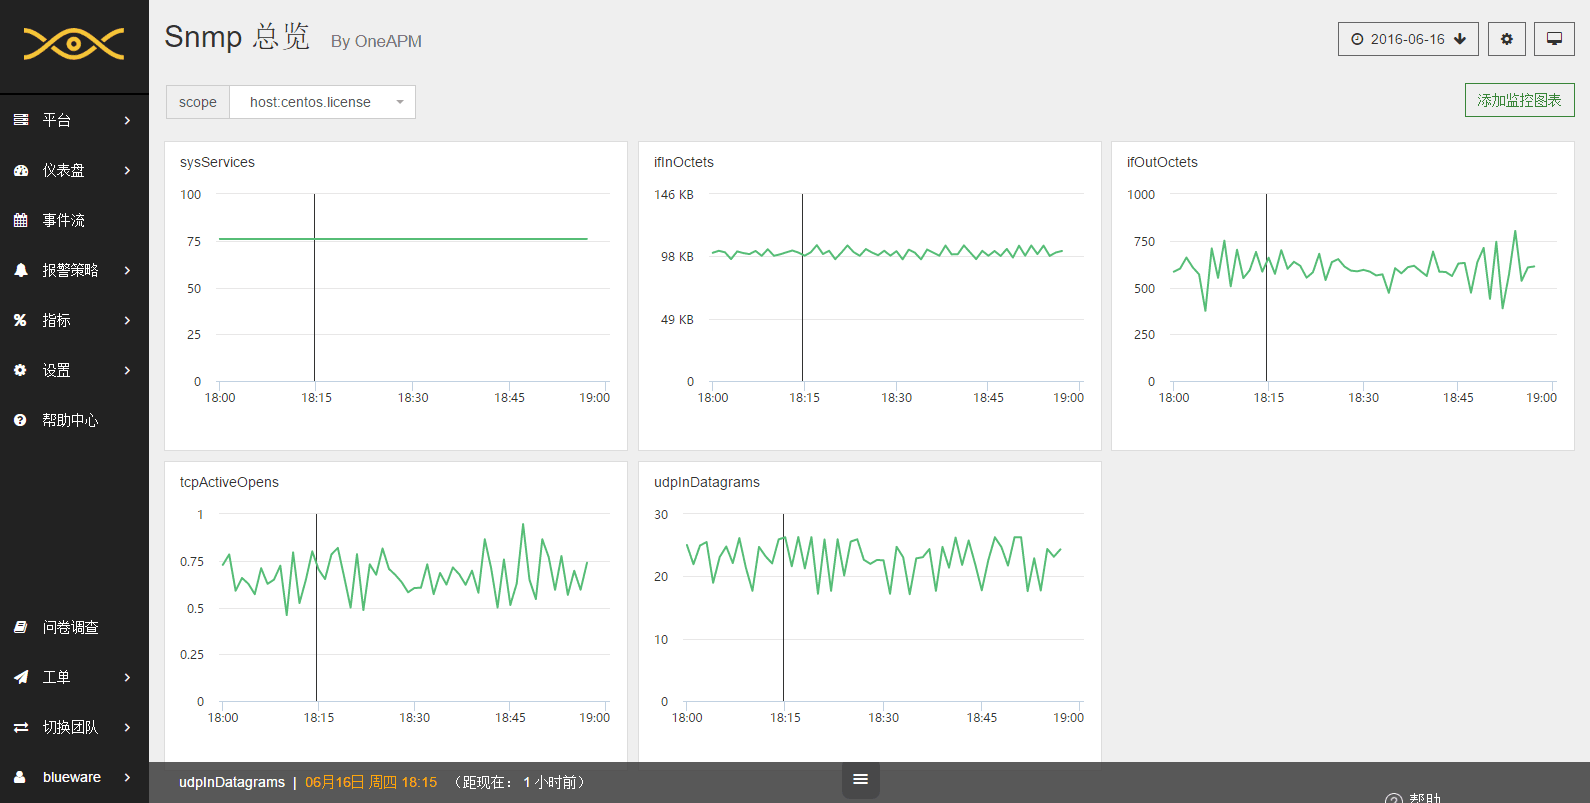 Snmp 总览 By OneAPM
2016-06-16
scope host:centos.license
添加监控图表
平台
仪表盘
事件流
报警策略
指标
设置
帮助中心
问卷调查
工单
切换团队
blueware
sysServices
100
75
50
25
0
18:00 18:15 18:30 18:45 19:00
ifInOctets
146 KB
98 KB
49 KB
0
18:00 18:15 18:30 18:45 19:00
ifOutOctets
1000
750
500
250
0
18:00 18:15 18:30 18:45 19:00
tcpActiveOpens
1
0.75
0.5
0.25
0
18:00 18:15 18:30 18:45 19:00
udpInDatagrams
30
20
10
0
18:00 18:15 18:30 18:45 19:00
udpInDatagrams | 06月16日 周四 18:15 （距现在： 1 小时前）
帮助